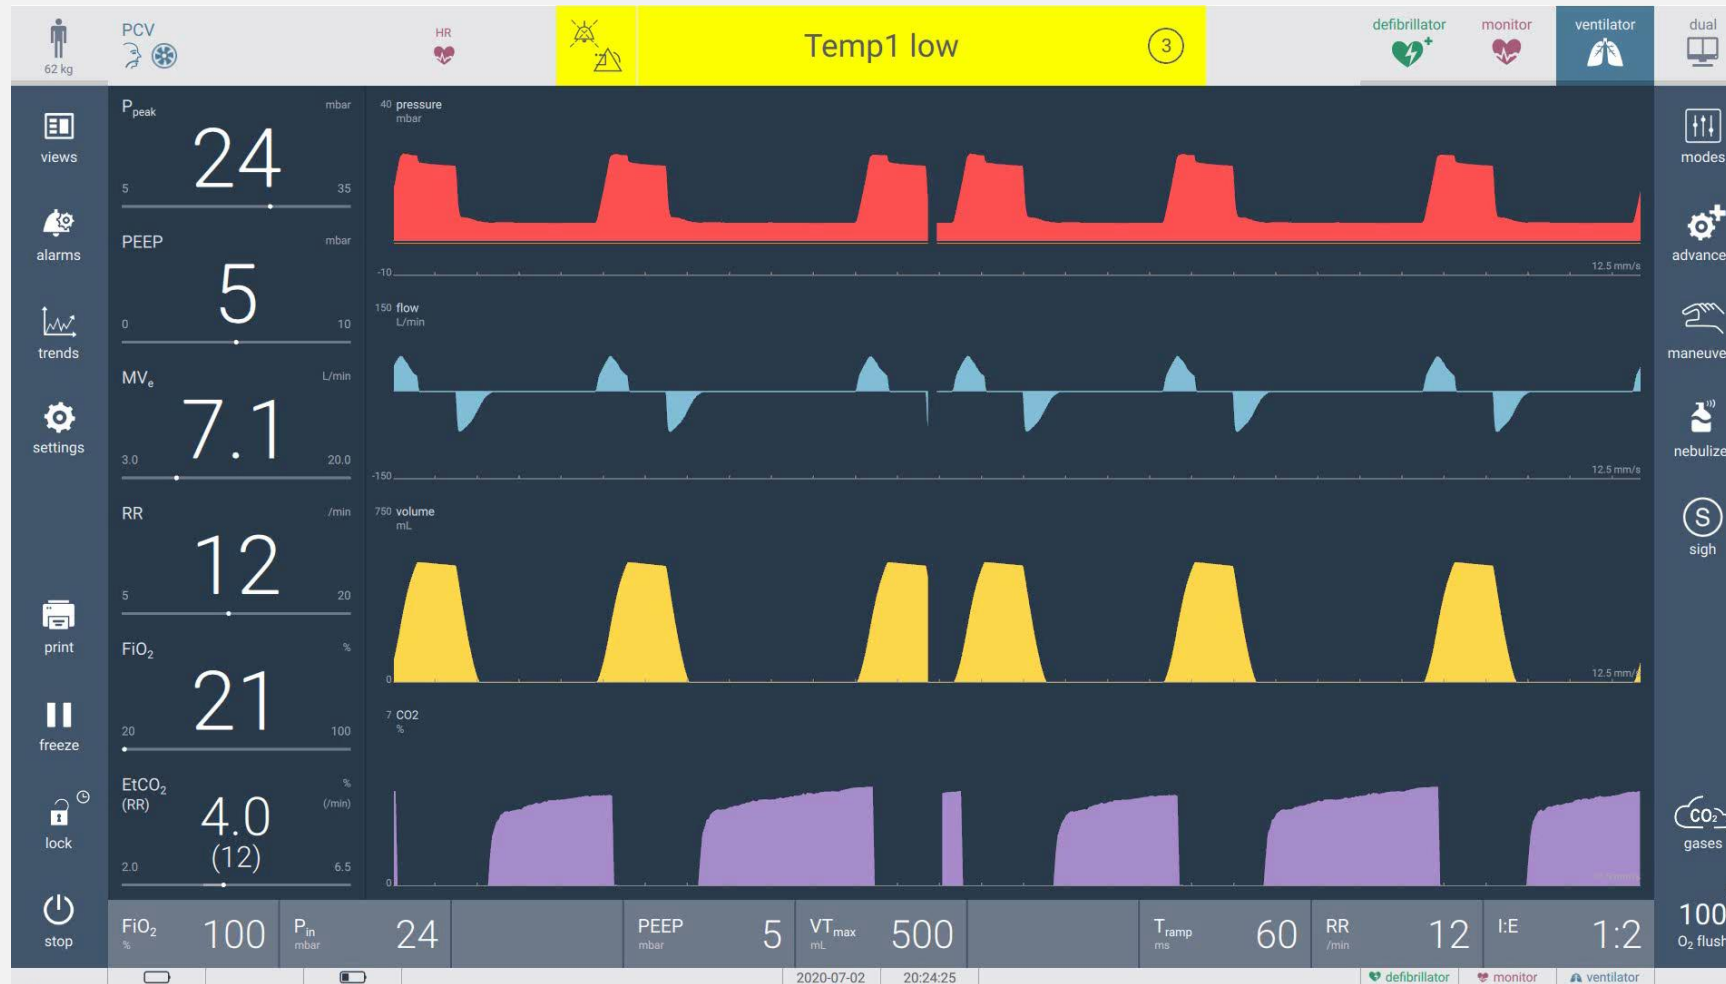 62 kg
PCV
HR
Temp1 low
3
defibrillator
monitor
ventilator
dual
views
alarms
trends
settings
print
freeze
lock
stop
Ppeak mbar
24
5 35
PEEP mbar
5
0 10
MVe L/min
7.1
3.0 20.0
RR /min
12
5 20
FiO2 %
21
20 100
EtCO2 %
(RR) (/min)
4.0
(12)
2.0 6.5
40 pressure
mbar
-10 12.5 mm/s
150 flow
L/min
-150 12.5 mm/s
750 volume
mL
0 12.5 mm/
7 CO2
%
0
modes
advance
maneuve
nebulize
S
sigh
CO2
gases
100
O2 flush
FiO2 % 100
Pin mbar 24
PEEP mbar 5
VTmax mL 500
Tramp ms 60
RR /min 12
I:E 1:2
2020-07-02 20:24:25
defibrillator monitor ventilator